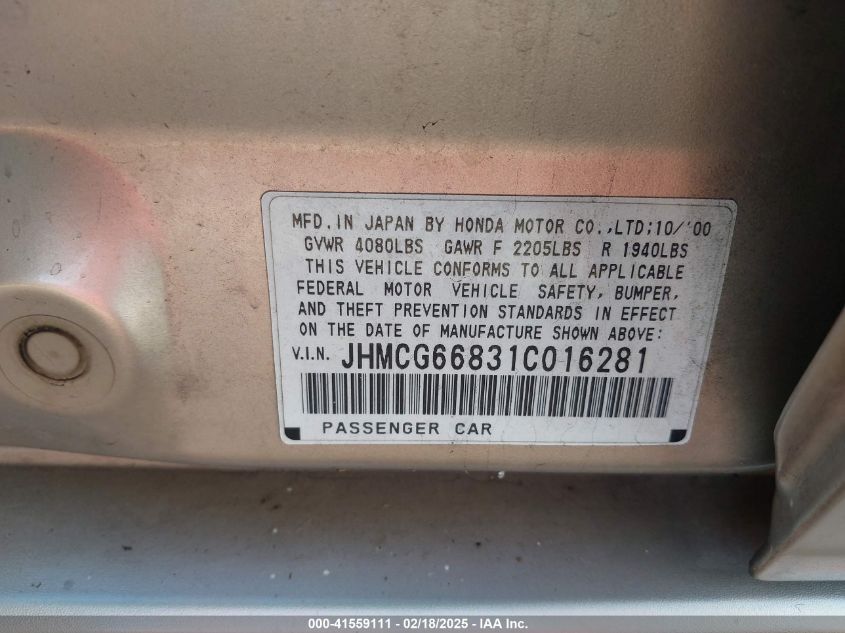 MFD. IN JAPAN BY HONDA MOTOR CO.,LTD:10/'00
GVWR 4080LBS GAWR F 2205LBS R 1940LBS
THIS VEHICLE CONFORMS TO ALL APPLICABLE
FEDERAL MOTOR VEHICLE SAFETY, BUMPER,
AND THEFT PREVENTION STANDARDS IN EFFECT
ON THE DATE OF MANUFACTURE SHOWN ABOVE:
V.I.N. JHMCG66831C016281
PASSENGER CAR
000-41559111 - 02/18/2025 - IAA Inc.